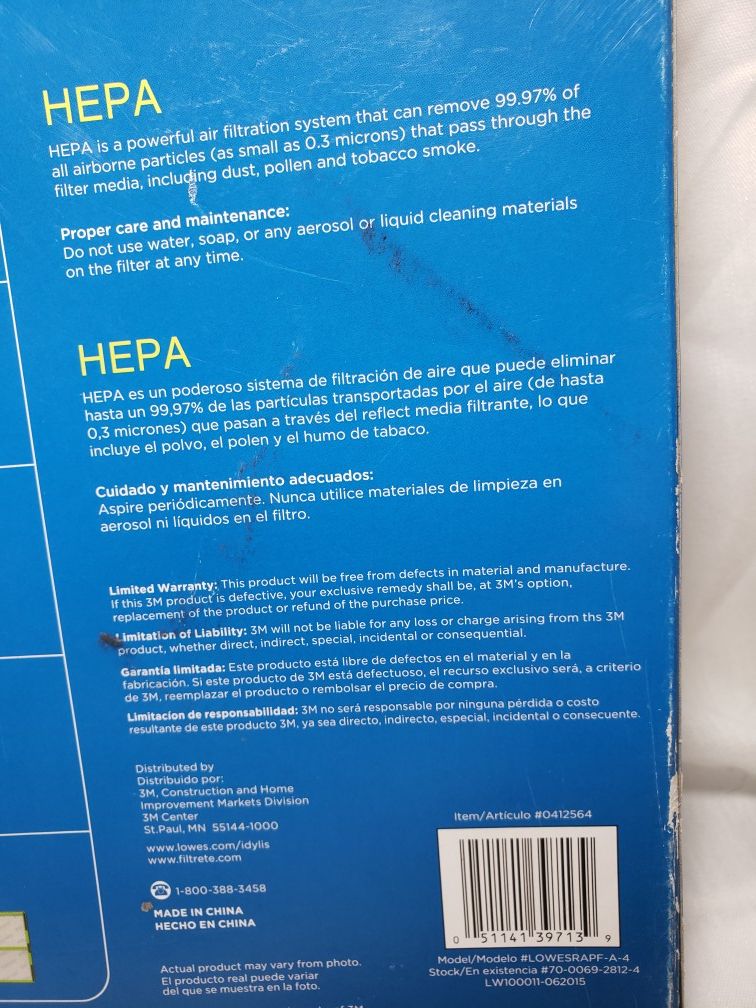 HEPA
HEPA is a powerful air filtration system that can remove 99.97% of
all airborne particles (as small as 0.3 microns) that pass through the
filter media, including dust, pollen and tobacco smoke.
Proper care and maintenance:
Do not use water, soap, or any aerosol or liquid cleaning materials
on the filter at any time.
HEPA
HEPA es un poderoso sistema de filtración de aire que puede eliminar
hasta un 99,97% de las partículas transportadas por el aire (de hasta
0,3 micrones) que pasan a través del reflect media filtrante, lo que
incluye el polvo, el polen y el humo de tabaco.
Cuidado y mantenimiento adecuados:
Aspire periódicamente. Nunca utilice materiales de limpieza en
aerosol ni líquidos en el filtro.
Limited Warranty: This product will be free from defects in material and manufacture.
If this 3M product is defective, your exclusive remedy shall be, at 3M's option,
replacement of the product or refund of the purchase price.
Limitation of Liability: 3M will not be liable for any loss or charge arising from ths 3M
product, whether direct, indirect, special, incidental or consequential.
Garantía limitada: Este producto está libre de defectos en el material y en la
fabricación. Si este producto de 3M está defectuoso, el recurso exclusivo será, a criterio
de 3M, reemplazar el producto o rembolsar el precio de compra.
Limitacion de responsabilidad: 3M no será responsable por ninguna pérdida o costo
resultante de este producto 3M, ya sea directo, indirecto, especial, incidental o consecuente.
Distributed by
Distribuido por:
3M, Construction and Home
Improvement Markets Division
3M Center
St.Paul, MN 55144-1000
www.lowes.com/idylis
www.filtrete.com
1-800-388-3458
MADE IN CHINA
HECHO EN CHINA
Actual product may vary from photo.
El producto real puede variar
del que se muestra en la foto.
Item/Artículo #0412564
0 51141 39713 9
Model/Modelo #LOWESRAPF-A-4
Stock/En existencia #70-0069-2812-4
LW100011-062015